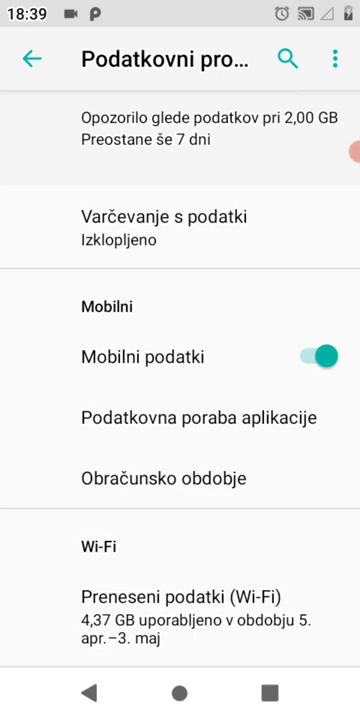 18:39
Podatkovni pro...
Opozorilo glede podatkov pri 2,00 GB
Preostane še 7 dni
Varčevanje s podatki
Izklopljeno
Mobilni
Mobilni podatki
Podatkovna poraba aplikacije
Obračunsko obdobje
Wi-Fi
Preneseni podatki (Wi-Fi)
4,37 GB uporabljeno v obdobju 5.
apr.–3. maj